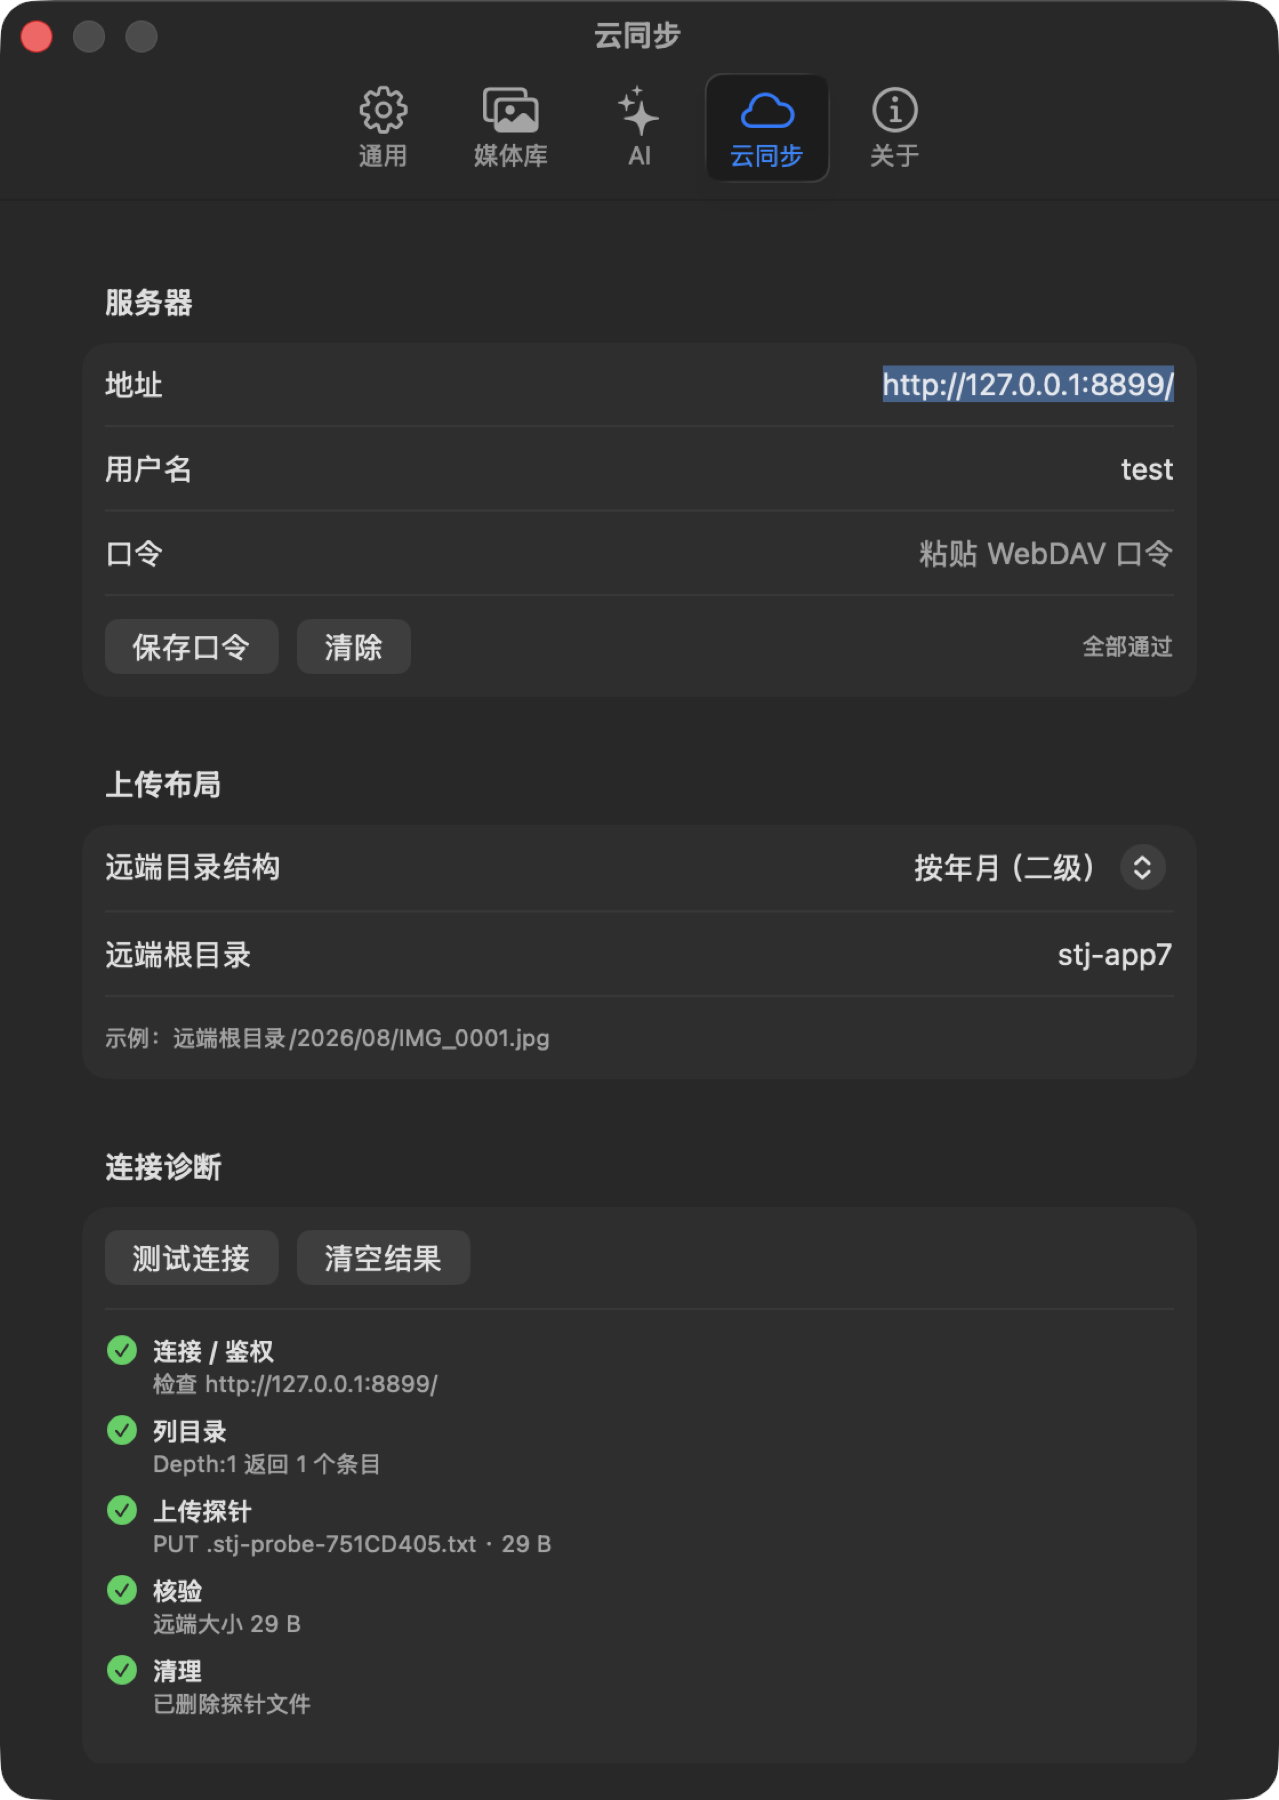 云同步
通用
媒体库
AI
云同步
关于
服务器
地址 http://127.0.0.1:8899/
用户名 test
口令 粘贴 WebDAV 口令
保存口令 清除 全部通过
上传布局
远端目录结构 按年月 (二级)
远端根目录 stj-app7
示例：远端根目录/2026/08/IMG_0001.jpg
连接诊断
测试连接 清空结果
连接 / 鉴权
检查 http://127.0.0.1:8899/
列目录
Depth:1 返回 1 个条目
上传探针
PUT .stj-probe-751CD405.txt · 29 B
核验
远端大小 29 B
清理
已删除探针文件